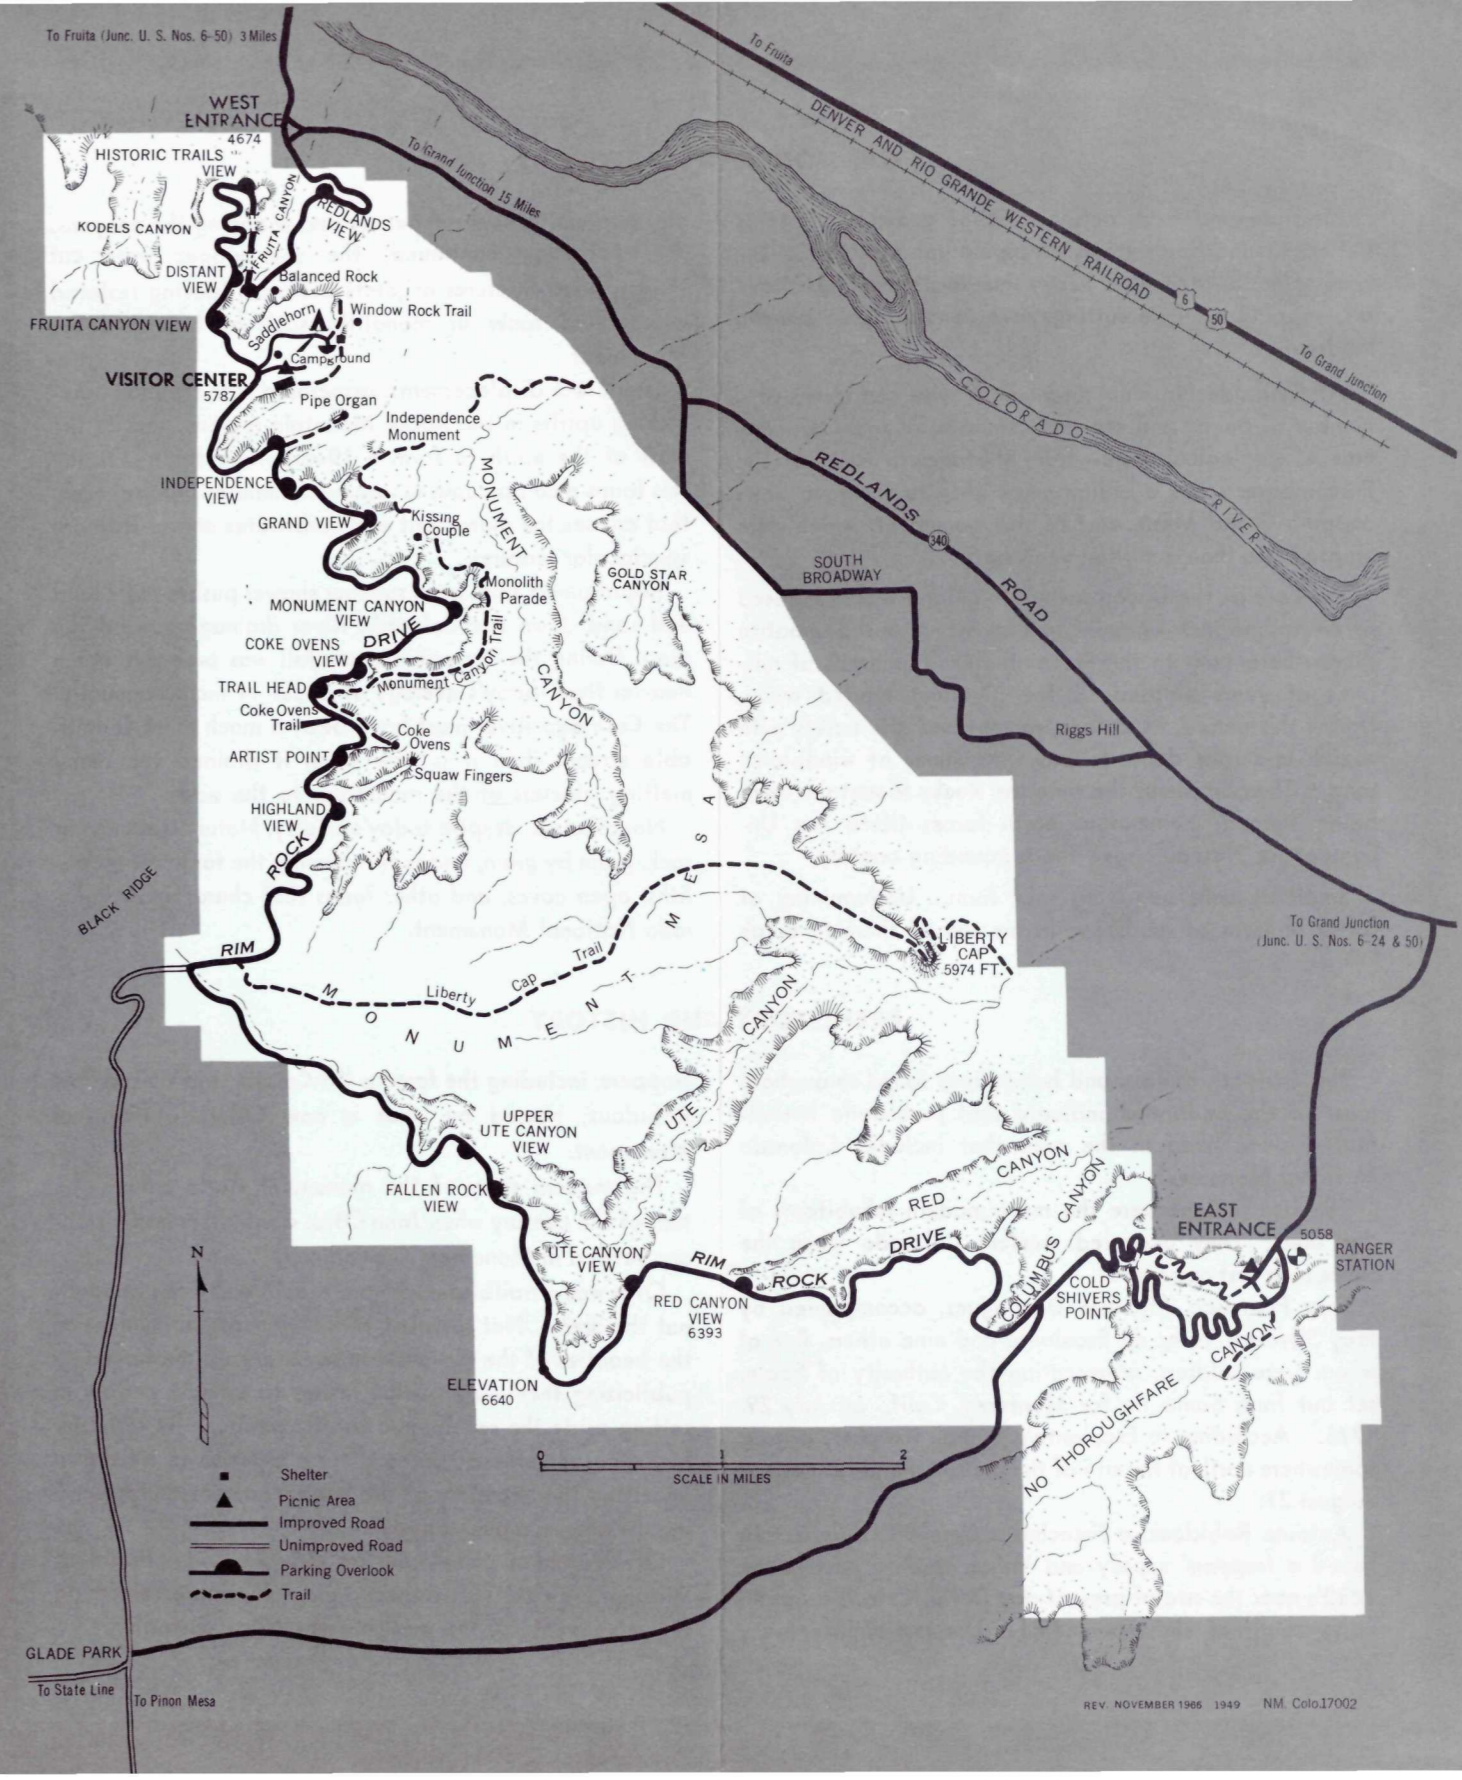 To Fruita (Junc. U. S. Nos. 6-50) 3 Miles
To Fruita
DENVER AND RIO GRANDE WESTERN RAILROAD
6
50
To Grand Junction
WEST
ENTRANCE
4674
To Grand Junction 15 Miles
HISTORIC TRAILS
VIEW
KODELS CANYON
FRUITA CANYON
REDLANDS
VIEW
DISTANT
VIEW
Balanced Rock
FRUITA CANYON VIEW
Saddlehorn
Window Rock Trail
Campground
VISITOR CENTER
5787
Pipe Organ
Independence
Monument
COLORADO
RIVER
REDLANDS
340
ROAD
INDEPENDENCE
VIEW
GRAND VIEW
Kissing
Couple
MONUMENT
CANYON
GOLD STAR
CANYON
SOUTH
BROADWAY
Monolith
Parade
MONUMENT CANYON
VIEW
DRIVE
COKE OVENS
VIEW
Monument Canyon Trail
TRAIL HEAD
Coke Ovens
Trail
Coke
Ovens
Riggs Hill
ARTIST POINT
Squaw Fingers
HIGHLAND
VIEW
ROCK
BLACK RIDGE
RIM
To Grand Junction
(Junc. U. S. Nos. 6-24 & 50)
LIBERTY
CAP
5974 FT.
Liberty Cap Trail
MONUMENT MESA
UTE CANYON
UPPER
UTE CANYON
VIEW
FALLEN ROCK
VIEW
RED CANYON
COLUMBUS CANYON
EAST
ENTRANCE
5058
RANGER
STATION
N
UTE CANYON
VIEW
RIM ROCK DRIVE
RED CANYON
VIEW
6393
COLD
SHIVERS
POINT
ELEVATION
6640
NO THOROUGHFARE CANYON
0 1 2
SCALE IN MILES
Shelter
Picnic Area
Improved Road
Unimproved Road
Parking Overlook
Trail
GLADE PARK
To State Line
To Pinon Mesa
REV. NOVEMBER 1966 1949 NM. Colo.17002